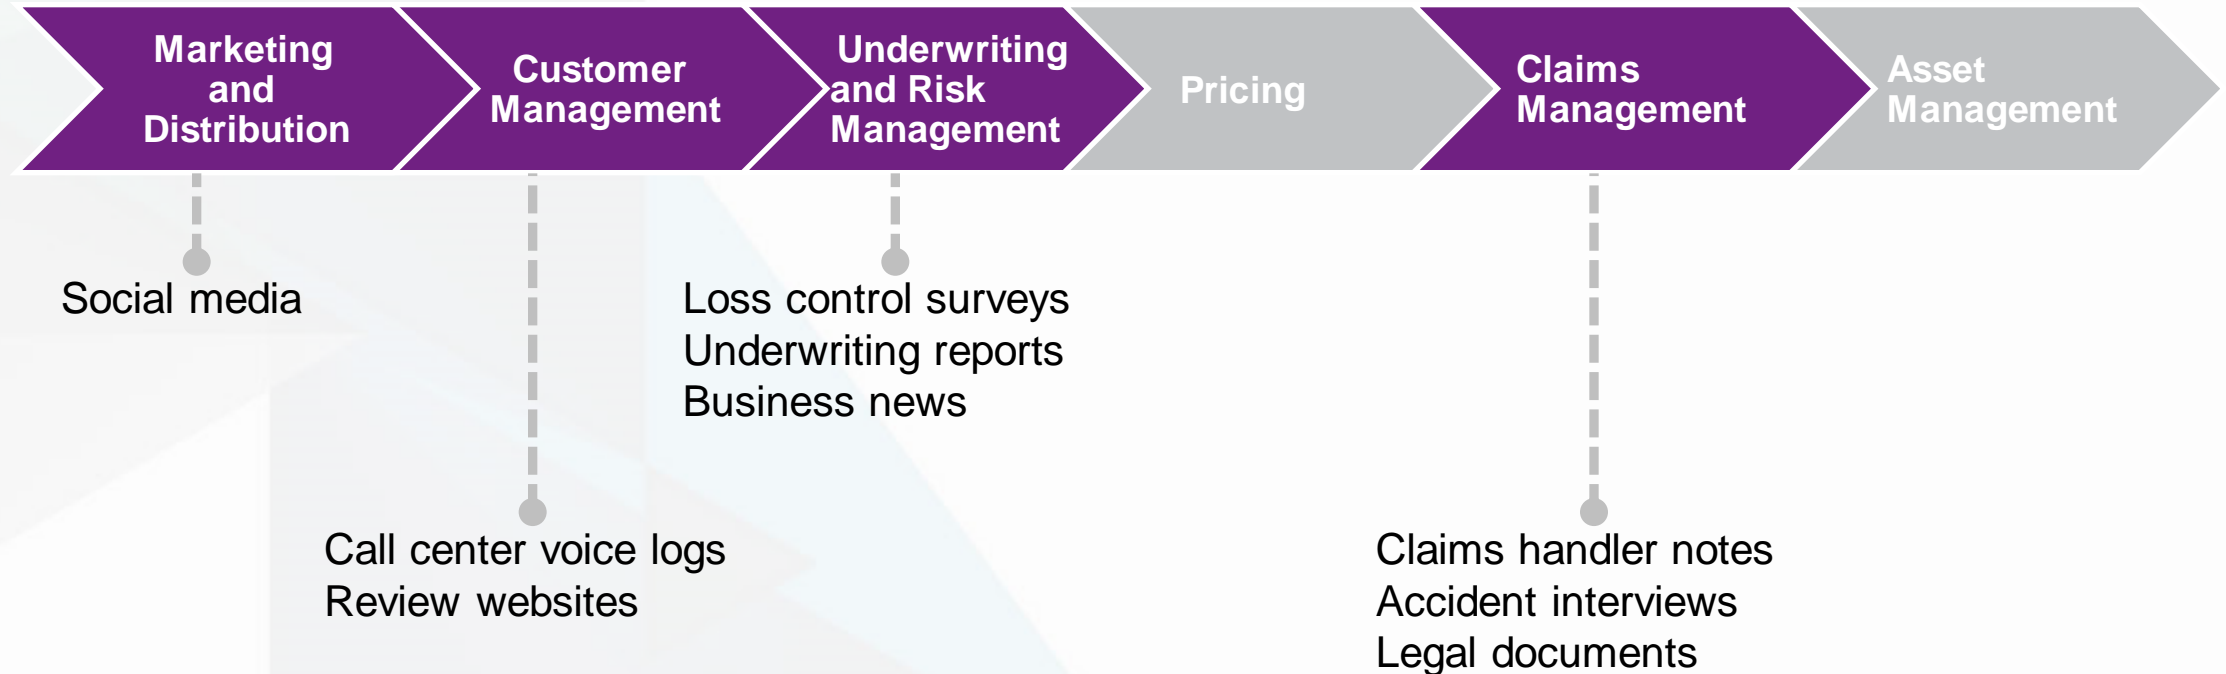 Marketing
and
Distribution
Customer
Management
Underwriting
and Risk
Management
Pricing
Claims
Management
Asset
Management
Social media
Loss control surveys
Underwriting reports
Business news
Call center voice logs
Review websites
Claims handler notes
Accident interviews
Legal documents